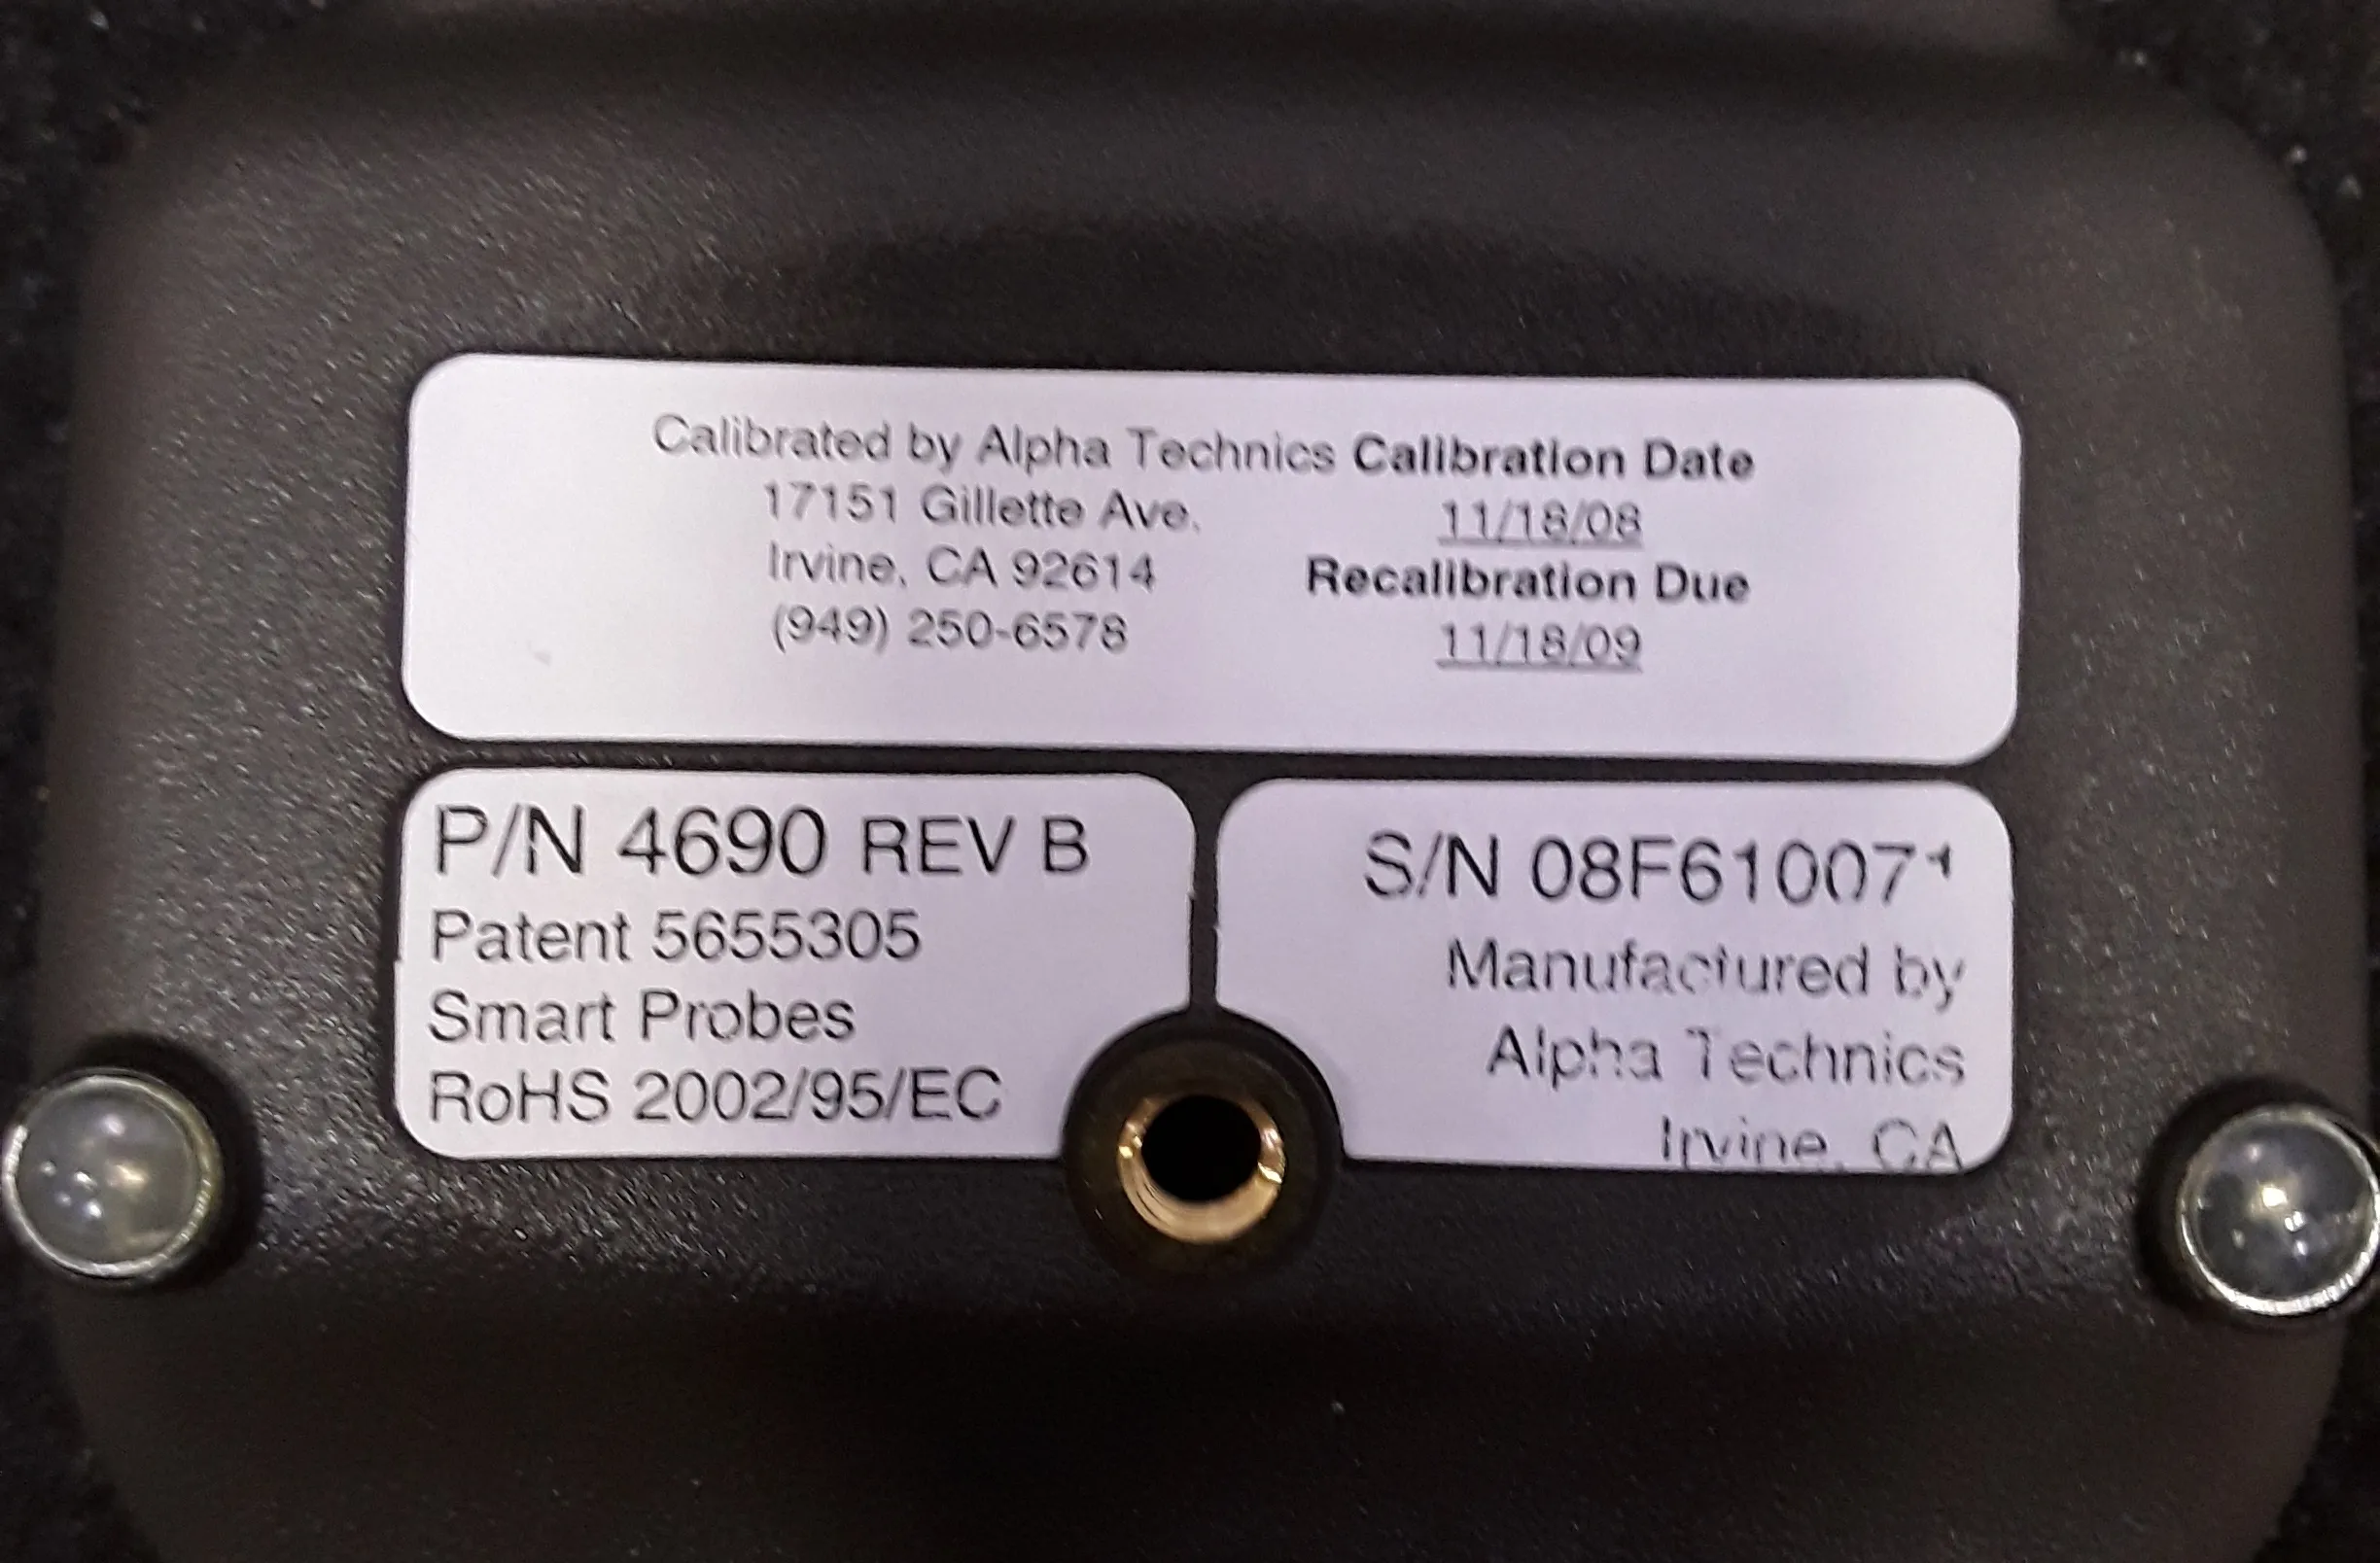 Calibrated by Alpha Technics
17151 Gillette Ave.
Irvine, CA 92614
(949) 250-6578
Calibration Date
11/18/08
Recalibration Due
11/18/09
P/N 4690 REV B
Patent 5655305
Smart Probes
RoHS 2002/95/EC
S/N
Manufactured by
Alpha Technics
Irvine, CA